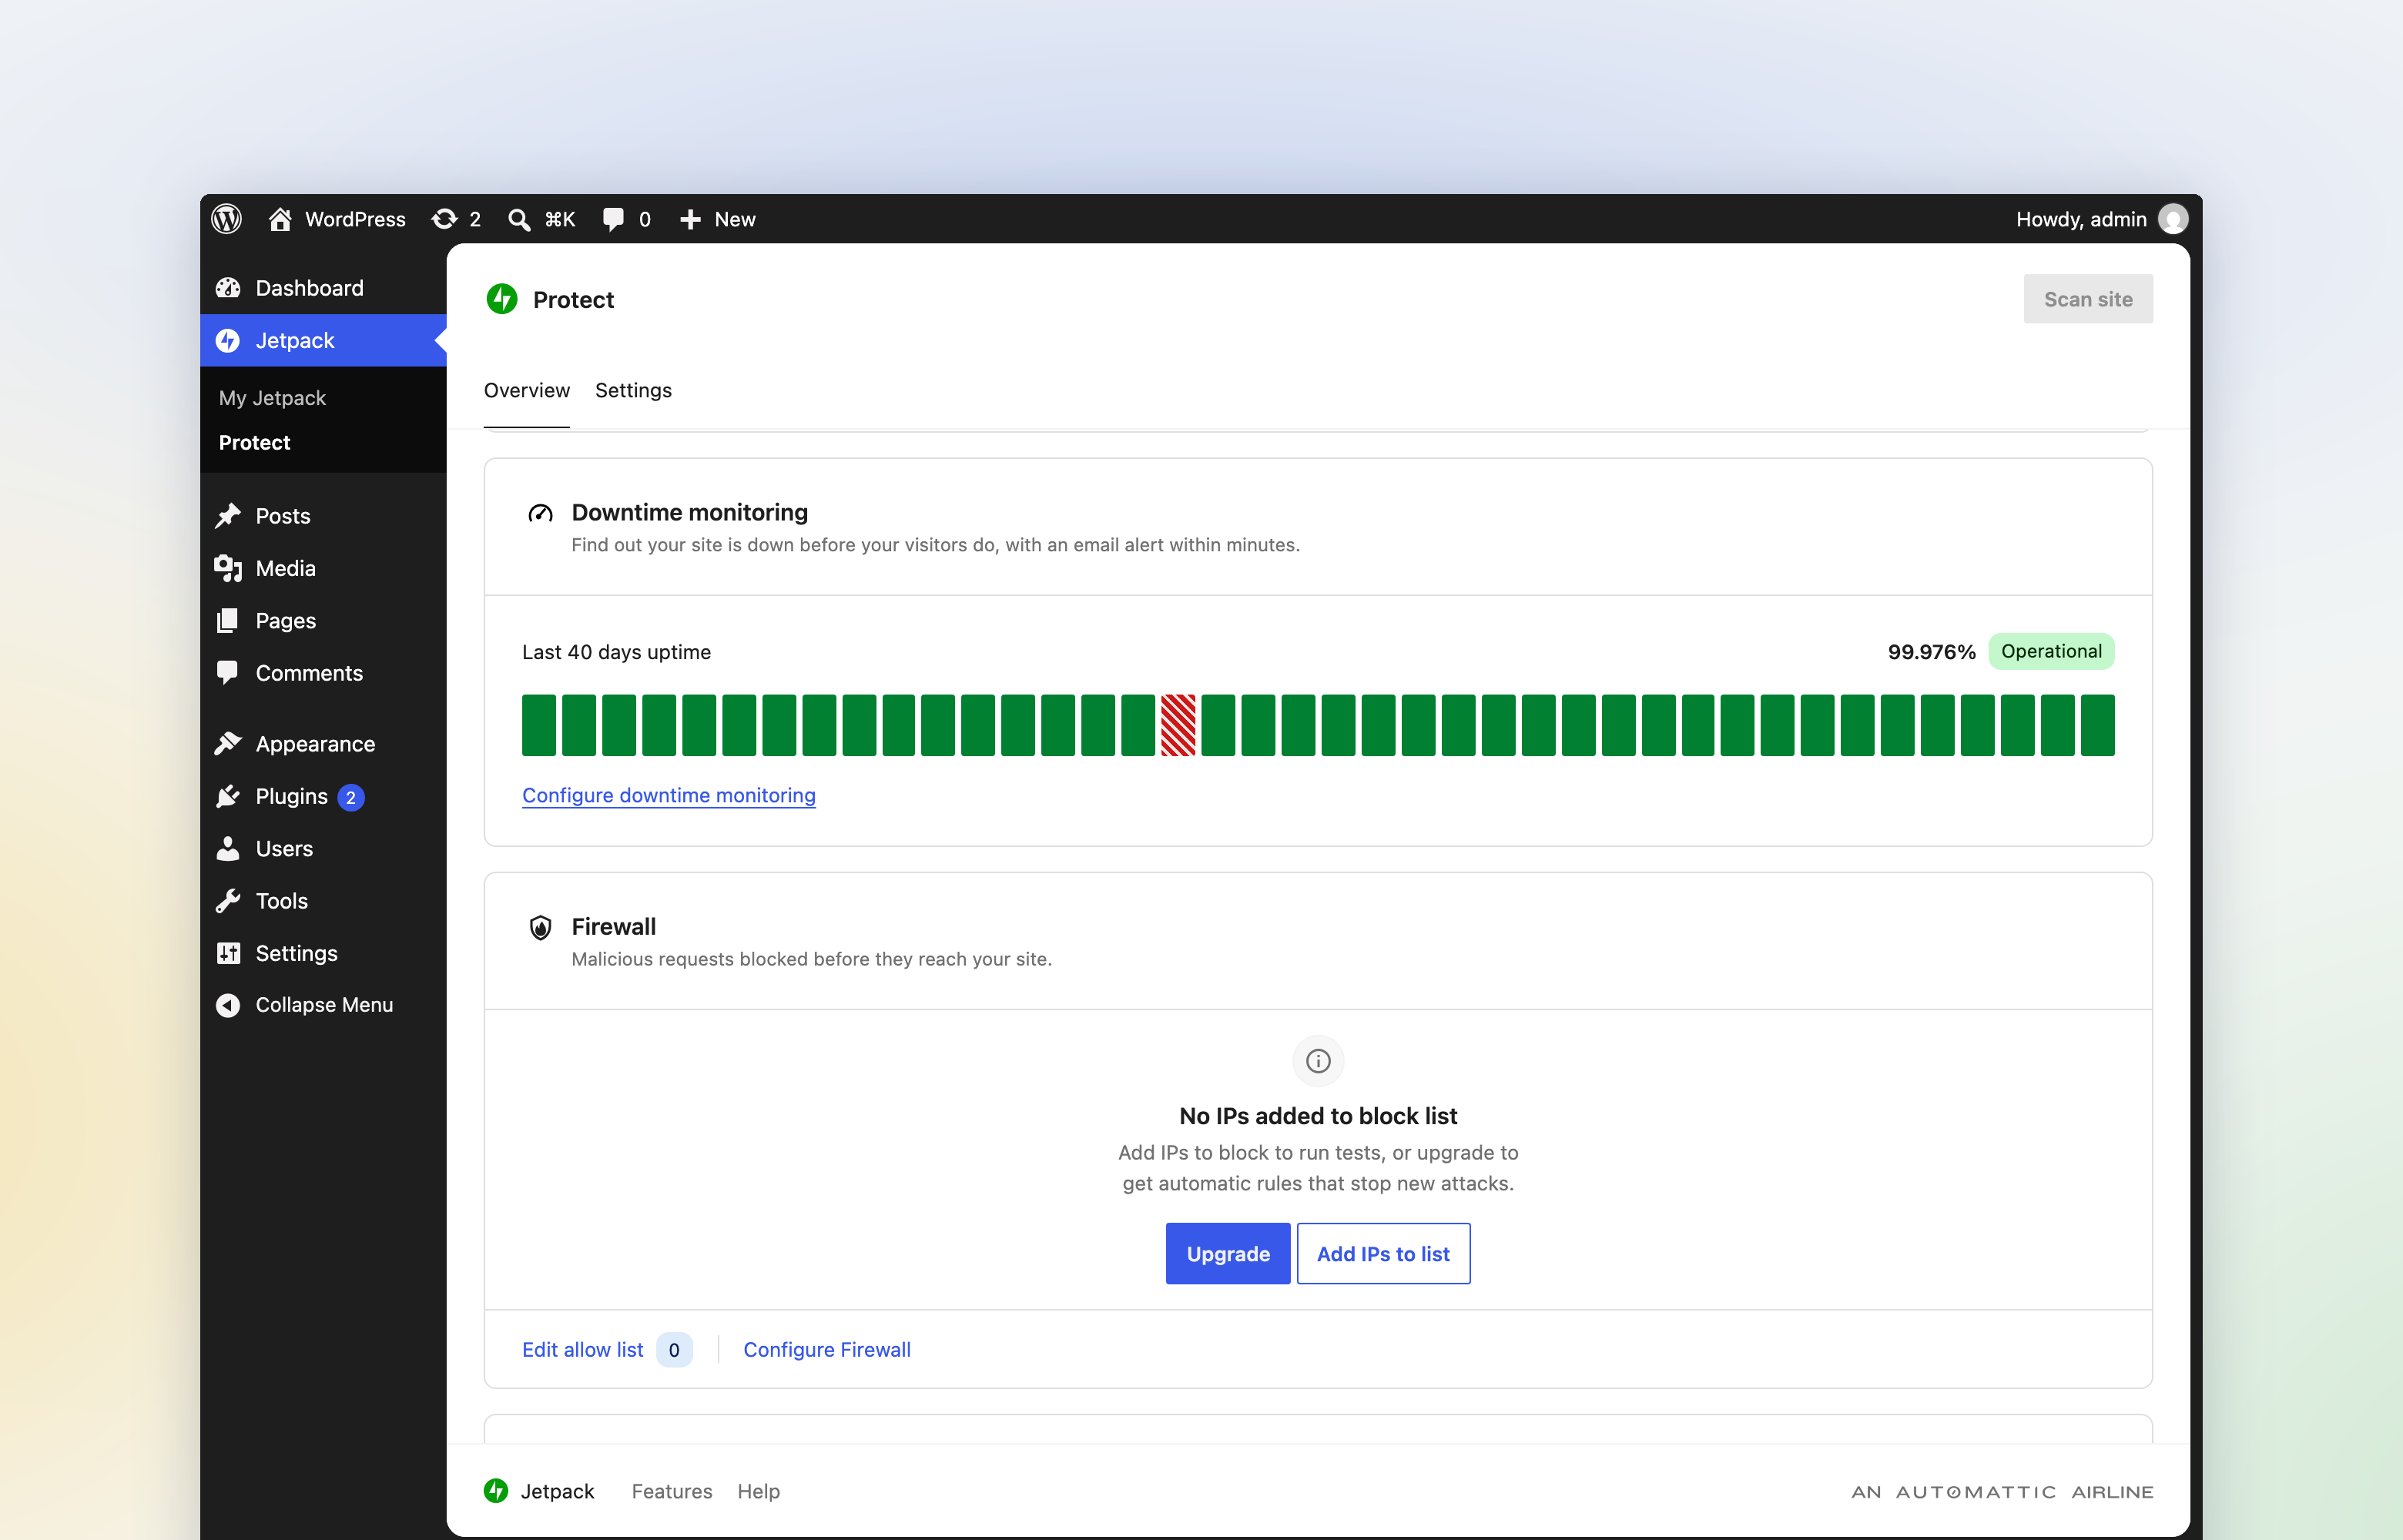 WordPress 2 ⌘K 0 New Howdy, admin
Dashboard
Jetpack
My Jetpack
Protect
Posts
Media
Pages
Comments
Appearance
Plugins 2
Users
Tools
Settings
Collapse Menu
Protect Scan site
Overview Settings
Downtime monitoring
Find out your site is down before your visitors do, with an email alert within minutes.
Last 40 days uptime 99.976% Operational
Configure downtime monitoring
Firewall
Malicious requests blocked before they reach your site.
No IPs added to block list
Add IPs to block to run tests, or upgrade to
get automatic rules that stop new attacks.
Upgrade Add IPs to list
Edit allow list 0 Configure Firewall
Jetpack Features Help AN AUTOMATTIC AIRLINE